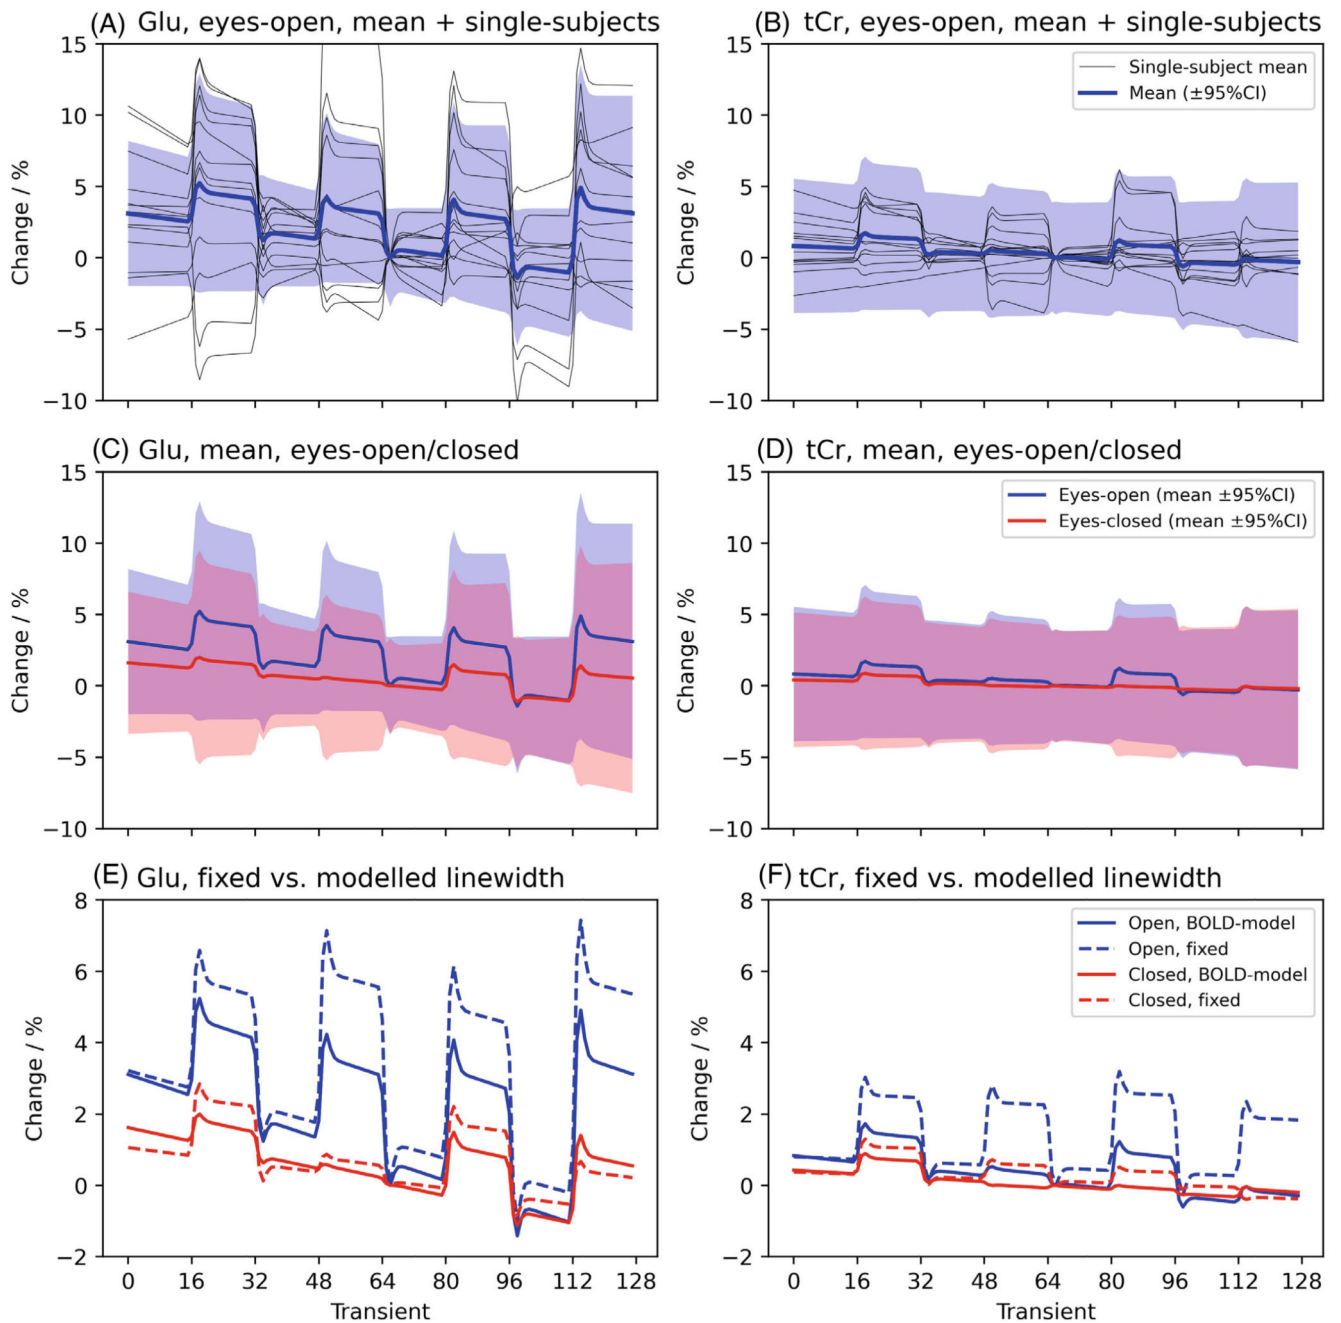 (A) Glu, eyes-open, mean + single-subjects
15
10
5
0
−5
−10
Change / %
(B) tCr, eyes-open, mean + single-subjects
15
10
5
0
−5
−10
Change / %
Single-subject mean
Mean (±95%CI)
(C) Glu, mean, eyes-open/closed
15
10
5
0
−5
−10
Change / %
(D) tCr, mean, eyes-open/closed
15
10
5
0
−5
−10
Change / %
Eyes-open (mean ±95%CI)
Eyes-closed (mean ±95%CI)
(E) Glu, fixed vs. modelled linewidth
8
6
4
2
0
−2
Change / %
0 16 32 48 64 80 96 112 128
Transient
(F) tCr, fixed vs. modelled linewidth
8
6
4
2
0
−2
Change / %
Open, BOLD-model
Open, fixed
Closed, BOLD-model
Closed, fixed
0 16 32 48 64 80 96 112 128
Transient